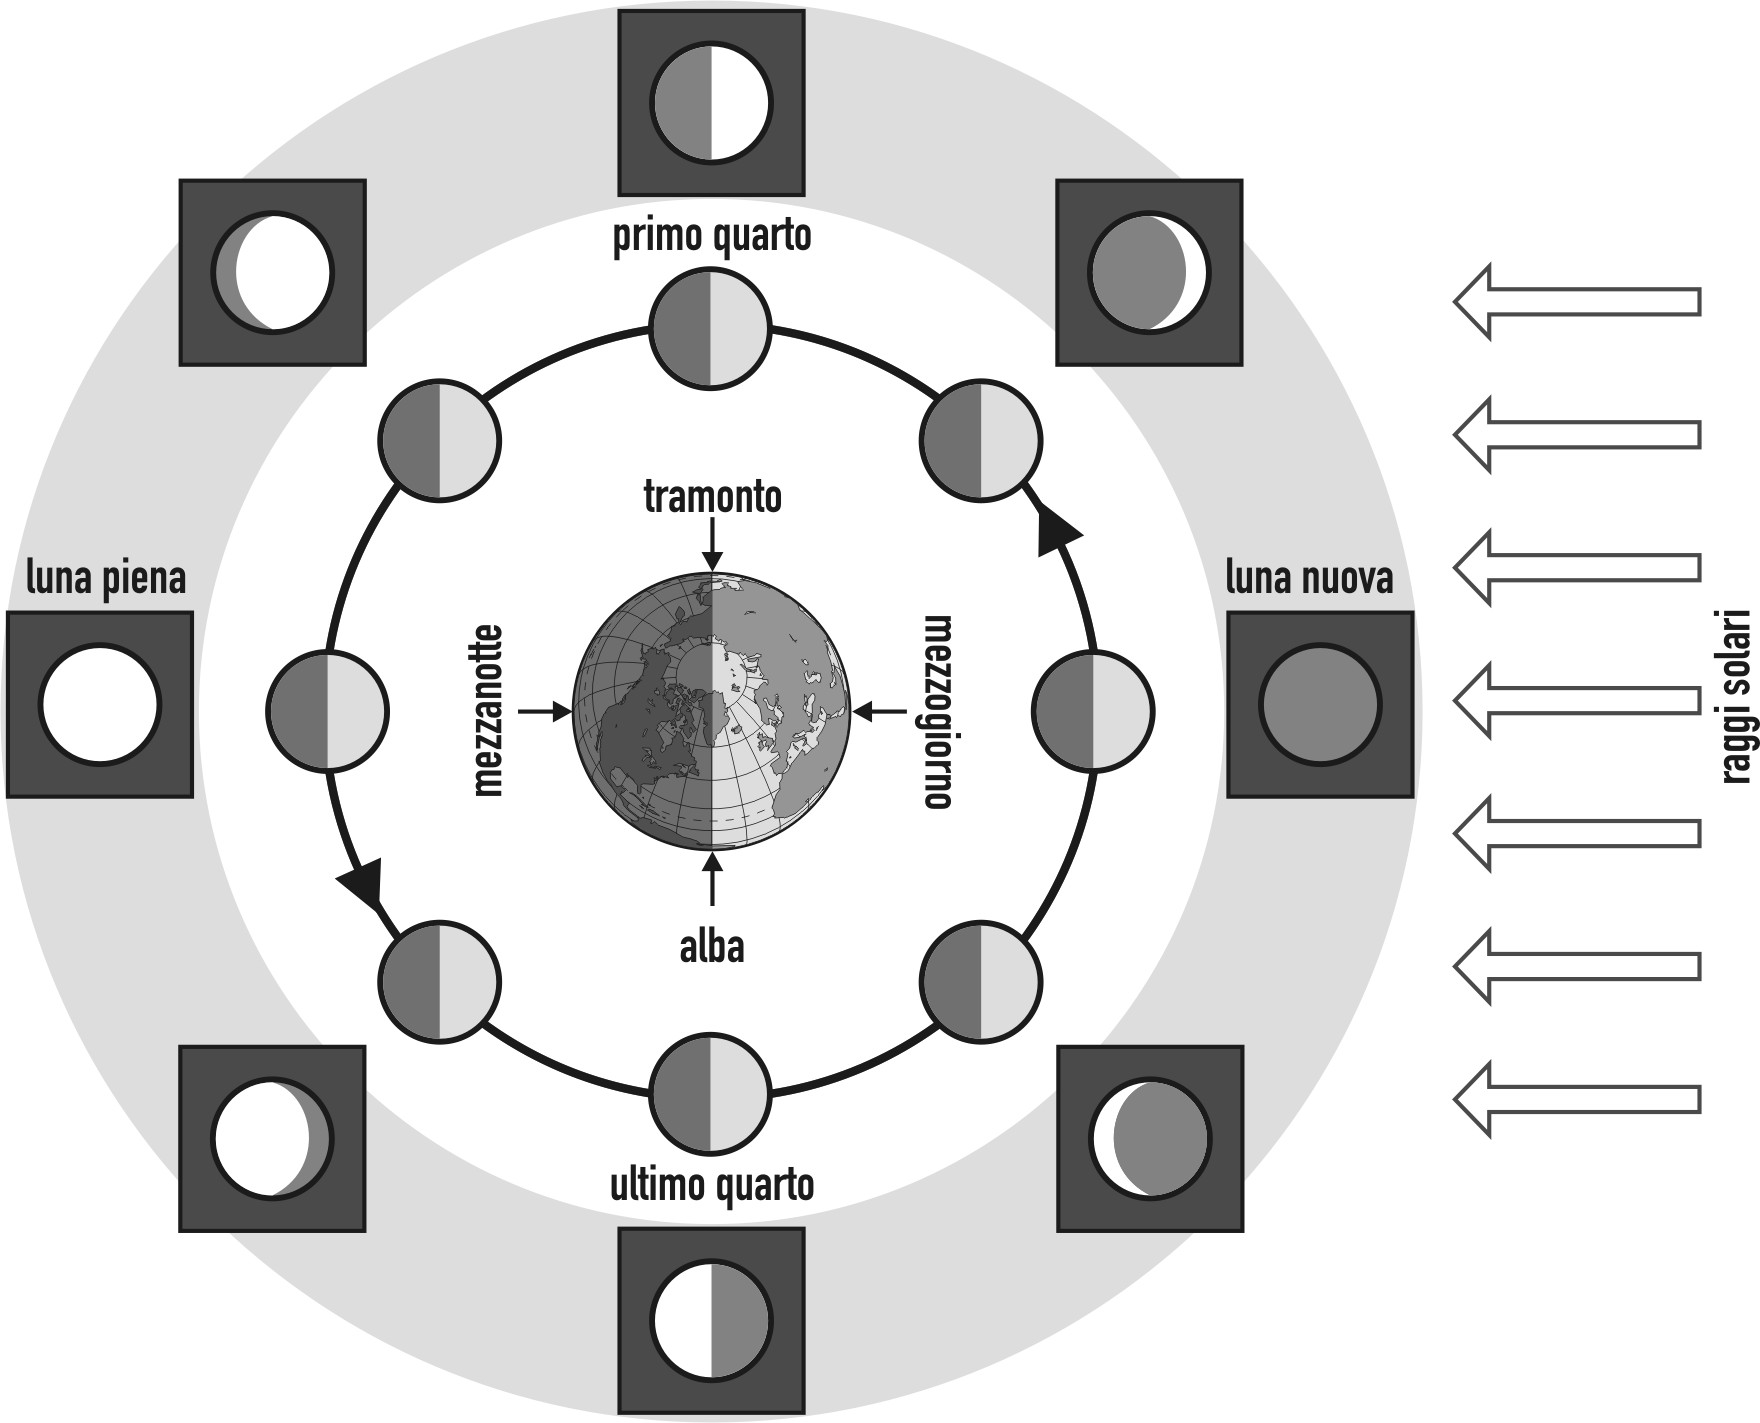 primo quarto
tramonto
luna piena
luna nuova
mezzanotte
mezzogiorno
raggi solari
alba
ultimo quarto